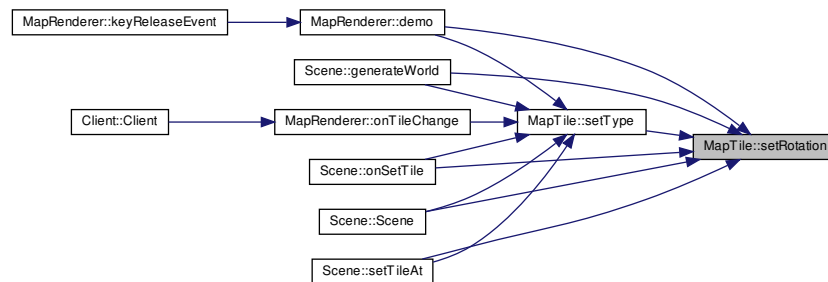 MapRenderer::keyReleaseEvent
MapRenderer::demo
Scene::generateWorld
Client::Client
MapRenderer::onTileChange
MapTile::setType
MapTile::setRotation
Scene::onSetTile
Scene::Scene
Scene::setTileAt